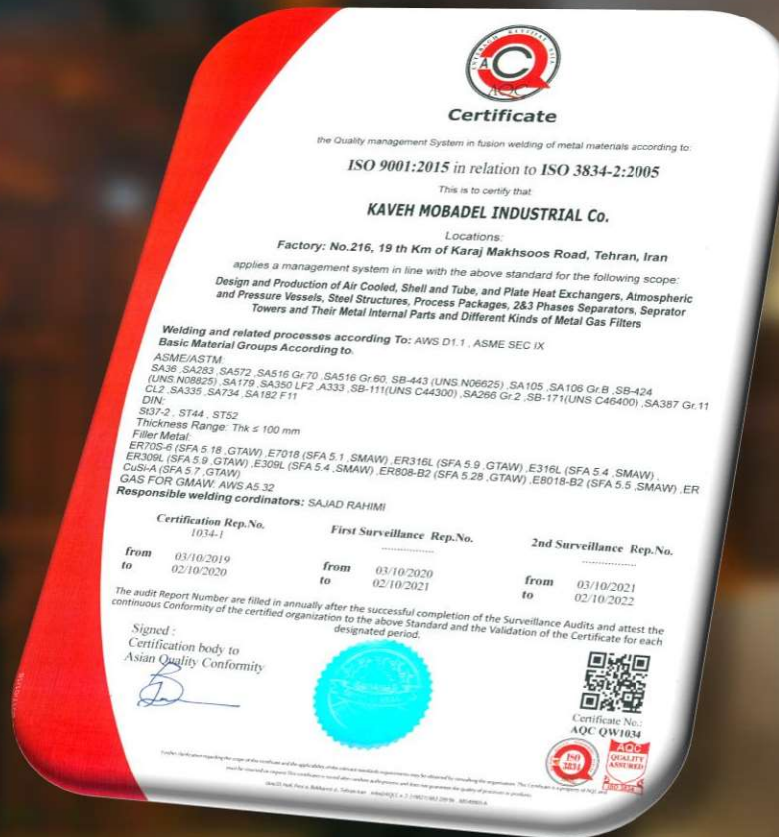 AQC
Certificate
the Quality management System in fusion welding of metal materials according to:
ISO 9001:2015 in relation to ISO 3834-2:2005
This is to certify that
KAVEH MOBADEL INDUSTRIAL Co.
Locations:
Factory: No.216, 19 th Km of Karaj Makhsoos Road, Tehran, Iran
applies a management system in line with the above standard for the following scope:
Design and Production of Air Cooled, Shell and Tube, and Plate Heat Exchangers, Atmospheric
and Pressure Vessels, Steel Structures, Process Packages, 2&3 Phases Separators, Seprator
Towers and Their Metal Internal Parts and Different Kinds of Metal Gas Filters
Welding and related processes according To: AWS D1.1 , ASME SEC IX
Basic Material Groups According to.
ASME/ASTM:
SA36 ,SA283 ,SA572 ,SA516 Gr.70 ,SA516 Gr.60, SB-443 (UNS.N06625) ,SA105 ,SA106 Gr.B ,SB-424
(UNS.N08825) ,SA179 ,SA350 LF2 ,A333 ,SB-111(UNS C44300) ,SA266 Gr.2 ,SB-171(UNS C46400) ,SA387 Gr.11
CL2 ,SA335 ,SA734 ,SA182 F11
DIN:
St37-2 , ST44 , ST52
Thickness Range: Thk ≤ 100 mm
Filler Metal:
ER70S-6 (SFA 5.18 ,GTAW) ,E7018 (SFA 5.1 ,SMAW) ,ER316L (SFA 5.9 ,GTAW) ,E316L (SFA 5.4 ,SMAW) ,
ER309L (SFA 5.9 ,GTAW) ,E309L (SFA 5.4 ,SMAW) ,ER808-B2 (SFA 5.28 ,GTAW) ,E8018-B2 (SFA 5.5 ,SMAW) ,ER
CuSi-A (SFA 5.7 ,GTAW)
GAS FOR GMAW: AWS A5.32
Responsible welding cordinators: SAJAD RAHIMI
Certification Rep.No. First Surveillance Rep.No. 2nd Surveillance Rep.No.
1034-1 ................ ................
from 03/10/2019 from 03/10/2020 from 03/10/2021
to 02/10/2020 to 02/10/2021 to 02/10/2022
The audit Report Number are filled in annually after the successful completion of the Surveillance Audits and attest the
continuous Conformity of the certified organization to the above Standard and the Validation of the Certificate for each
designated period.
Signed :
Certification body to
Asian Quality Conformity
Certificate No.:
AQC QW1034
ISO
3834
AQC
QUALITY
ASSURED
ISO 3834